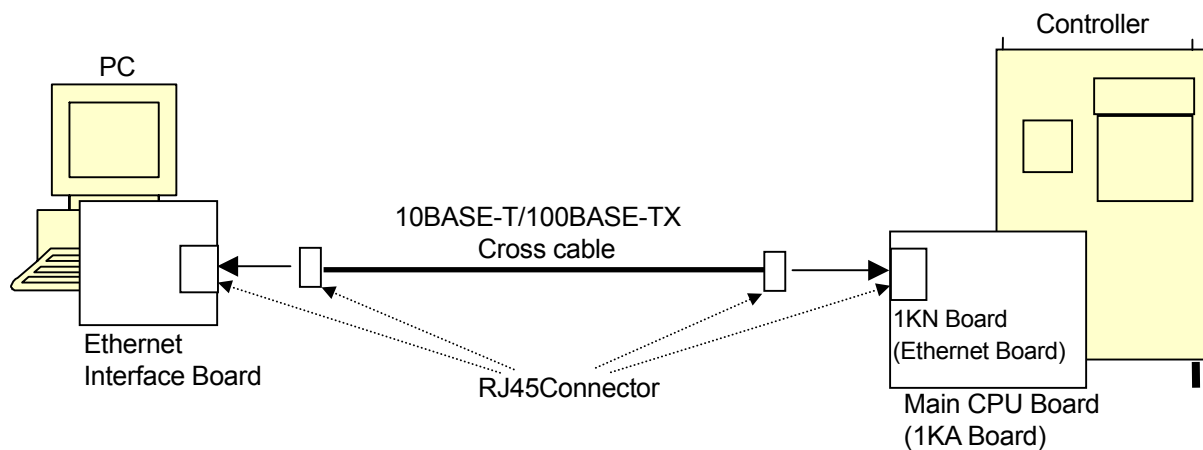 Controller
PC
10BASE-T/100BASE-TX
Cross cable
1KN Board
(Ethernet Board)
Ethernet
Interface Board
RJ45Connector
Main CPU Board
(1KA Board)